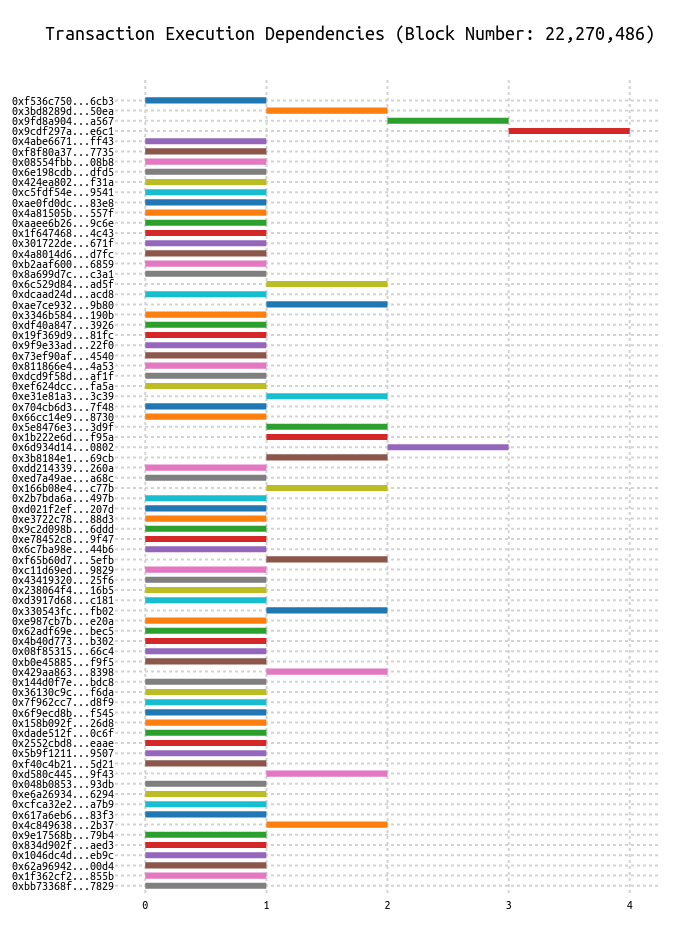 Transaction Execution Dependencies (Block Number: 22,270,486)
0xf536c750...6cb3
0x3bd8289d...50ea
0x9fd8a904...a567
0x9cdf297a...e6c1
0x4abe6671...ff43
0xf8f80a37...7735
0x08554fbb...08b8
0x6e198cdb...dfd5
0x424ea802...f31a
0xc5fdf54e...9541
0xae0fd0dc...83e8
0x4a81505b...557f
0xaaee6b26...9c6e
0x1f647468...4c43
0x301722de...671f
0x4a8014d6...d7fc
0xb2aaf600...6859
0x8a699d7c...c3a1
0x6c529d84...ad5f
0xdcaad24d...acd8
0xae7ce932...9b80
0x3346b584...190b
0xdf40a847...3926
0x19f369d9...81fc
0x9f9e33ad...22f0
0x73ef90af...4540
0x811866e4...4a53
0xdcd9f58d...af1f
0xef624dcc...fa5a
0xe31e81a3...3c39
0x704cb6d3...7f48
0x66cc14e9...8730
0x5e8476e3...3d9f
0x1b222e6d...f95a
0x6d934d14...0802
0x3b8184e1...69cb
0xdd214339...260a
0xed7a49ae...a68c
0x166b08e4...c77b
0x2b7bda6a...497b
0xd021f2ef...207d
0xe3722c78...88d3
0x9c2d098b...6ddd
0xe78452c8...9f47
0x6c7ba98e...44b6
0xf65b60d7...5efb
0xc11d69ed...9829
0x43419320...25f6
0x238064f4...16b5
0xd3917d68...c181
0x330543fc...fb02
0xe987cb7b...e20a
0x62adf69e...bec5
0x4b40d773...b302
0x08f85315...66c4
0xb0e45885...f9f5
0x429aa863...8398
0x144d0f7e...bdc8
0x36130c9c...f6da
0x7f962cc7...d8f9
0x6f9ecd8b...f545
0x158b092f...26d8
0xdade512f...0c6f
0x2552cbd8...eaae
0x5b9f1211...9507
0xf40c4b21...5d21
0xd580c445...9f43
0x048b0853...93db
0xe6a26934...6294
0xcfca32e2...a7b9
0x617a6eb6...83f3
0x4c849638...2b37
0x9e17568b...79b4
0x834d902f...aed3
0x1046dc4d...eb9c
0x62a96942...00d4
0x1f362cf2...855b
0xbb73368f...7829
0 1 2 3 4